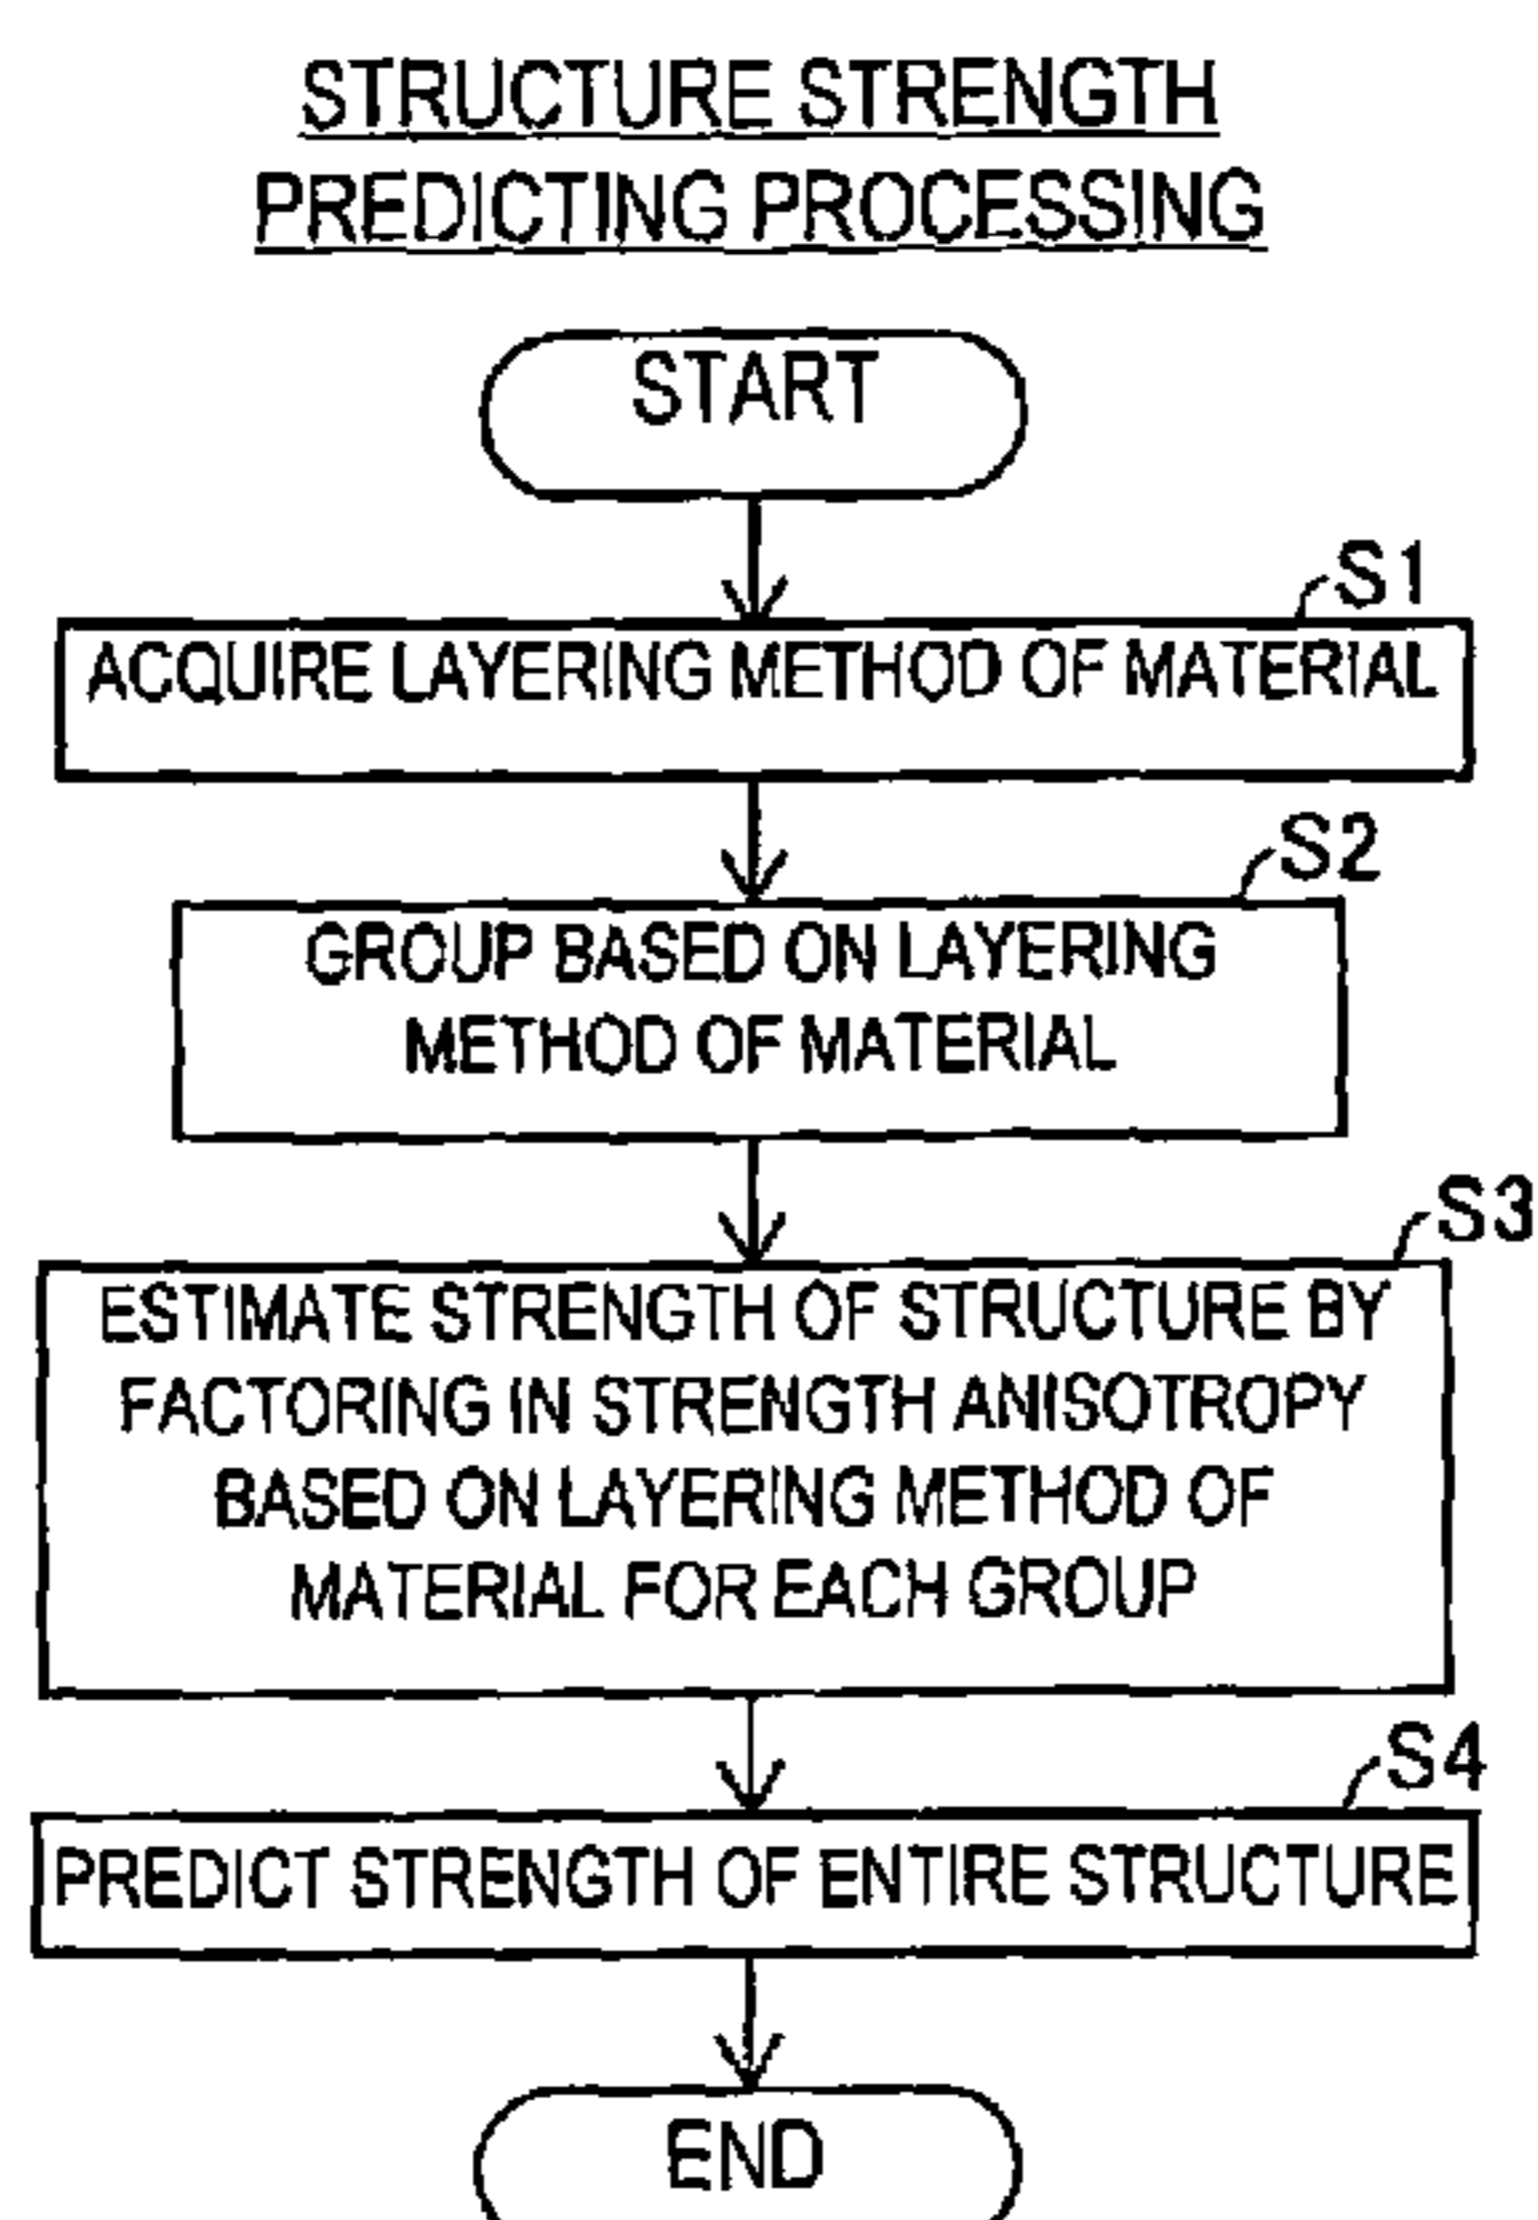 STRUCTURE STRENGTH
PREDICTING PROCESSING
START
S1
ACQUIRE LAYERING METHOD OF MATERIAL
S2
GROUP BASED ON LAYERING
METHOD OF MATERIAL
S3
ESTIMATE STRENGTH OF STRUCTURE BY
FACTORING IN STRENGTH ANISOTROPY
BASED ON LAYERING METHOD OF
MATERIAL FOR EACH GROUP
S4
PREDICT STRENGTH OF ENTIRE STRUCTURE
END